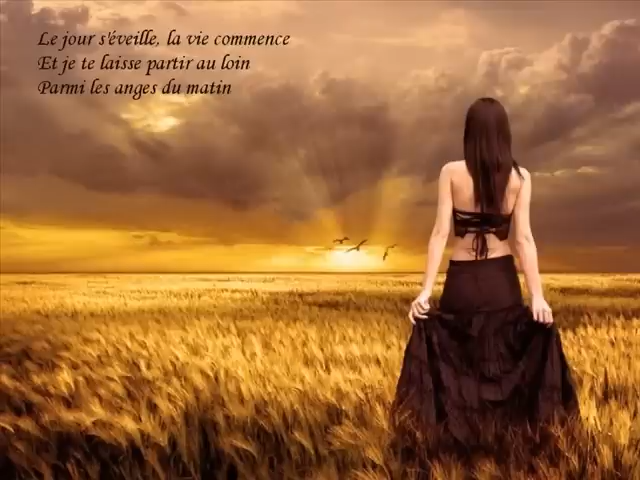 Le jour s'éveille, la vie commence
Et je te laisse partir au loin
Parmi les anges du matin